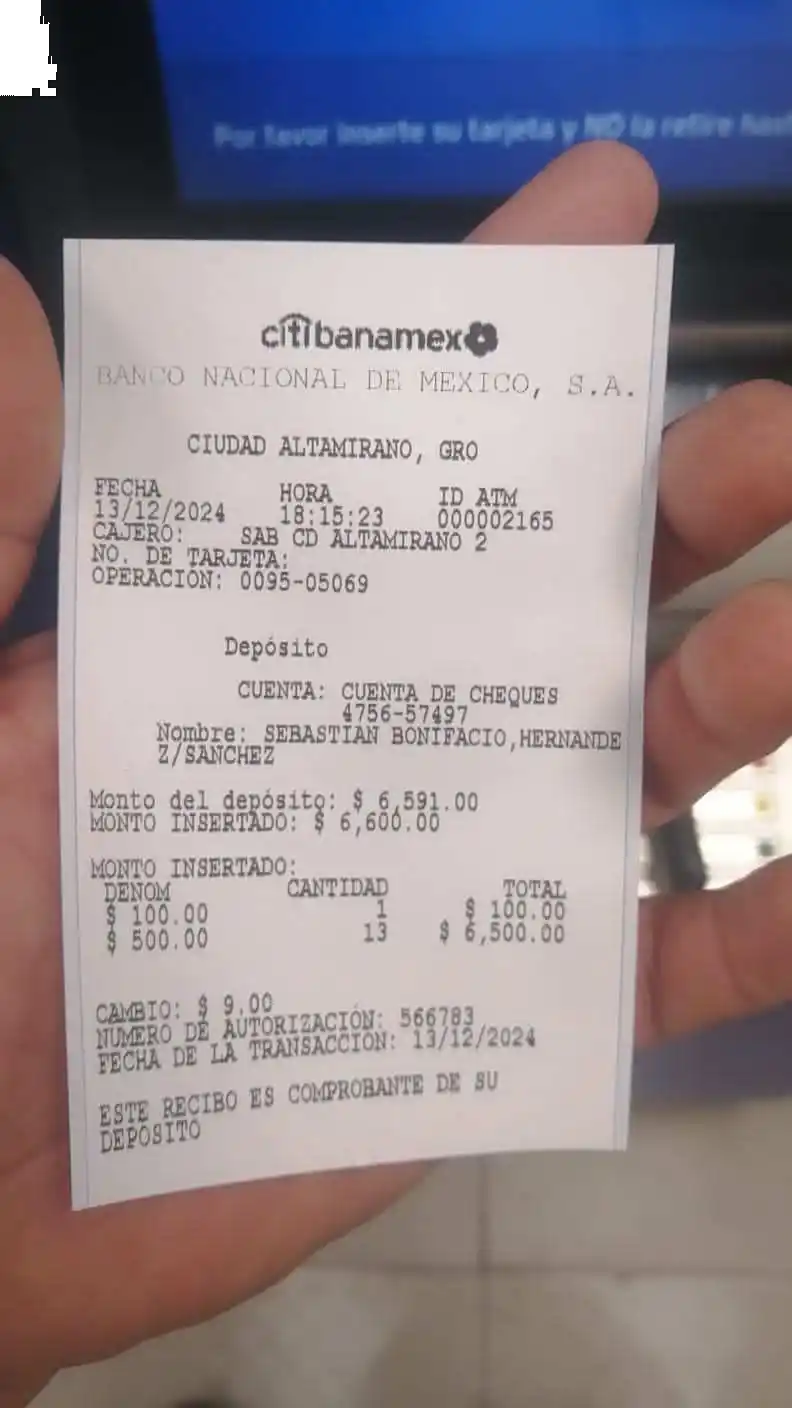 Por favor inserte su tarjeta y NO la retire
citibanamex
BANCO NACIONAL DE MEXICO, S.A.
CIUDAD ALTAMIRANO, GRO
FECHA HORA ID ATM
13/12/2024 18:15:23 000002165
CAJERO: SAB CD ALTAMIRANO 2
NO. DE TARJETA:
OPERACION: 0095-05069
Depósito
CUENTA: CUENTA DE CHEQUES
4756-57497
Nombre: SEBASTIAN BONIFACIO,HERNANDE
Z/SANCHEZ
Monto del depósito: $ 6,591.00
MONTO INSERTADO: $ 6,600.00
MONTO INSERTADO:
DENOM CANTIDAD TOTAL
$ 100.00 1 $ 100.00
$ 500.00 13 $ 6,500.00
CAMBIO: $ 9.00
NUMERO DE AUTORIZACIÓN: 566783
FECHA DE LA TRANSACCION: 13/12/2024
ESTE RECIBO ES COMPROBANTE DE SU
DEPOSITO